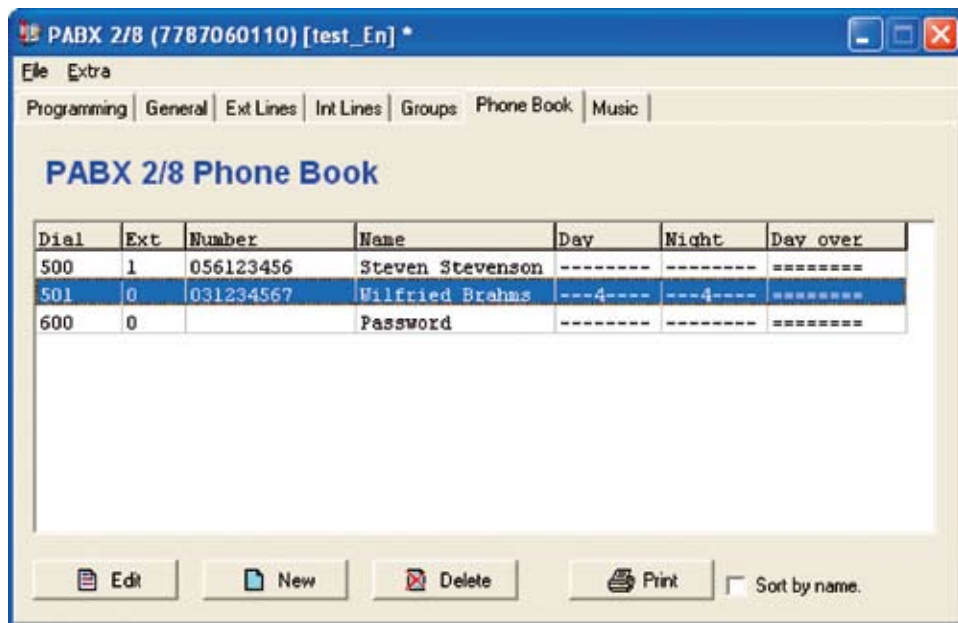 PABX 2/8 (7787060110) [test_En] *
File Extra
Programming General Ext Lines Int Lines Groups Phone Book Music
PABX 2/8 Phone Book
Dial Ext Number Name Day Night Day over
500 1 056123456 Steven Stevenson -------- -------- ========
501 0 031234567 Wilfried Brahms ---4---- ---4---- ========
600 0 Password -------- -------- ========
Edit New Delete Print Sort by name.